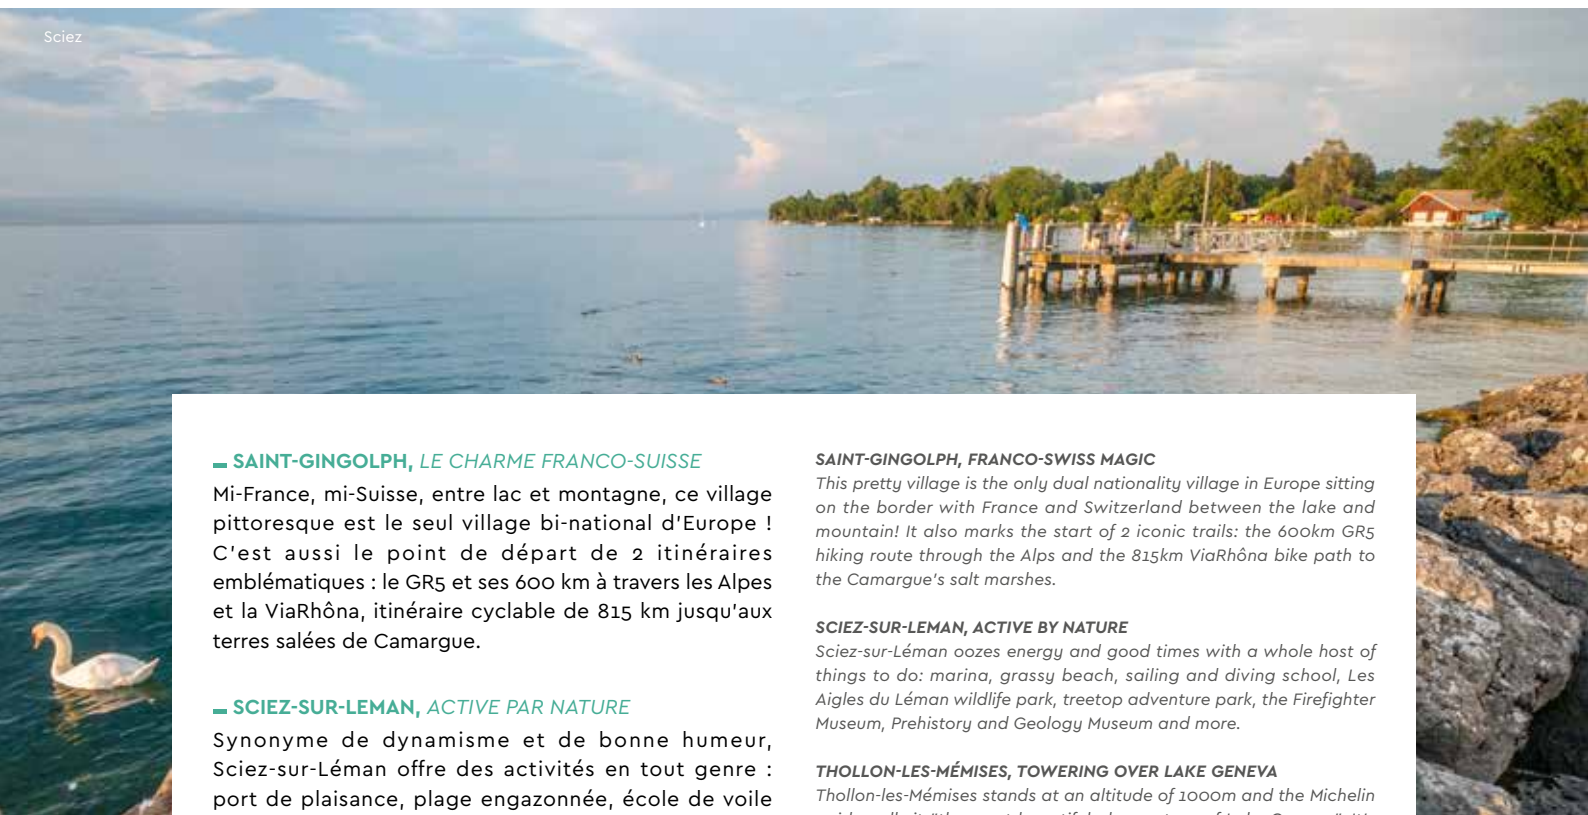 Sciez
SAINT-GINGOLPH, LE CHARME FRANCO-SUISSE
Mi-France, mi-Suisse, entre lac et montagne, ce village
pittoresque est le seul village bi-national d'Europe !
C'est aussi le point de départ de 2 itinéraires
emblématiques : le GR5 et ses 600 km à travers les Alpes
et la ViaRhôna, itinéraire cyclable de 815 km jusqu'aux
terres salées de Camargue.
SCIEZ-SUR-LEMAN, ACTIVE PAR NATURE
Synonyme de dynamisme et de bonne humeur,
Sciez-sur-Léman offre des activités en tout genre :
port de plaisance, plage engazonnée, école de voile
SAINT-GINGOLPH, FRANCO-SWISS MAGIC
This pretty village is the only dual nationality village in Europe sitting
on the border with France and Switzerland between the lake and
mountain! It also marks the start of 2 iconic trails: the 600km GR5
hiking route through the Alps and the 815km ViaRhôna bike path to
the Camargue's salt marshes.
SCIEZ-SUR-LEMAN, ACTIVE BY NATURE
Sciez-sur-Léman oozes energy and good times with a whole host of
things to do: marina, grassy beach, sailing and diving school, Les
Aigles du Léman wildlife park, treetop adventure park, the Firefighter
Museum, Prehistory and Geology Museum and more.
THOLLON-LES-MÉMISES, TOWERING OVER LAKE GENEVA
Thollon-les-Mémises stands at an altitude of 1000m and the Michelin